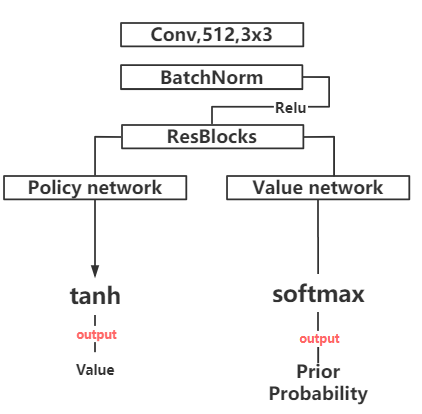 Conv,512,3x3
BatchNorm
Relu
ResBlocks
Policy network
Value network
tanh
softmax
output
output
Value
Prior
Probability